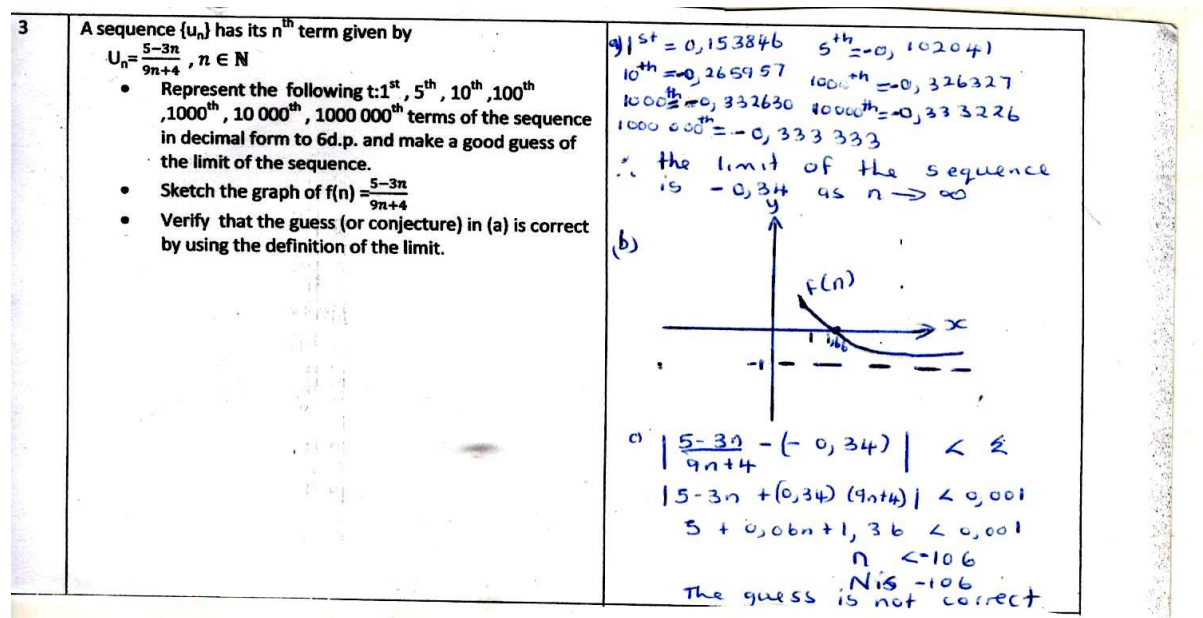 3
A sequence {uₙ} has its nᵗʰ term given by
Uₙ= (5−3n)/(9n+4) , n ∈ N
• Represent the following t:1ˢᵗ , 5ᵗʰ , 10ᵗʰ ,100ᵗʰ
,1000ᵗʰ , 10 000ᵗʰ , 1000 000ᵗʰ terms of the sequence
in decimal form to 6d.p. and make a good guess of
the limit of the sequence.
• Sketch the graph of f(n) = (5−3n)/(9n+4)
• Verify that the guess (or conjecture) in (a) is correct
by using the definition of the limit.
a) 1ˢᵗ = 0,153846 5ᵗʰ = -0,102041
10ᵗʰ = -0,265957 100ᵗʰ = -0,326327
1000ᵗʰ = -0,332630 10000ᵗʰ = -0,333226
1000 000ᵗʰ = -0,333 333
∴ the limit of the sequence
is -0,34 as n → ∞
b)
y
f(n)
x
1 1,66
-1
c) | (5-3n)/(9n+4) - (- 0,34) | < ε
|5-3n + (0,34) (9n+4)| < 0,001
5 + 0,06n + 1,36 < 0,001
n < -106
N is -106
The guess is not correct